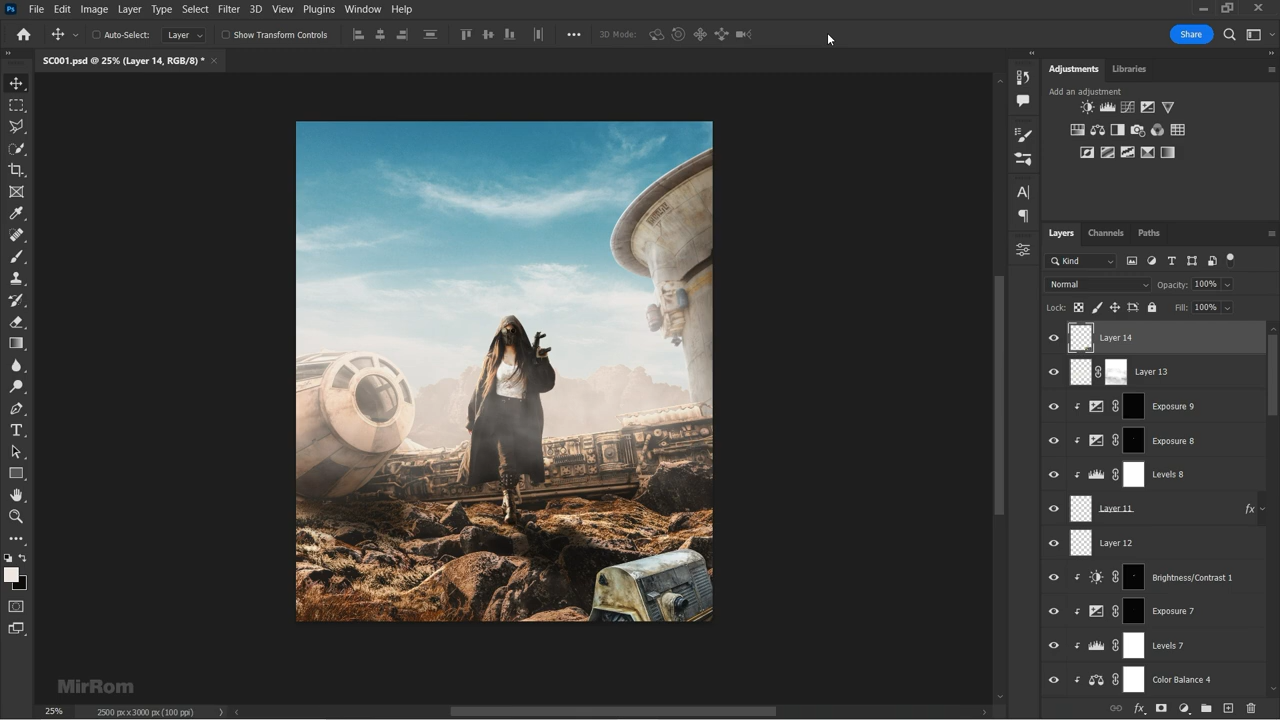 Ps File Edit Image Layer Type Select Filter 3D View Plugins Window Help
Auto-Select: Layer Show Transform Controls 3D Mode: Share
SC001.psd @ 25% (Layer 14, RGB/8) *
Adjustments Libraries
Add an adjustment
Layers Channels Paths
Kind
Normal Opacity: 100%
Lock: Fill: 100%
Layer 14
Layer 13
Exposure 9
Exposure 8
Levels 8
Layer 11 fx
Layer 12
Brightness/Contrast 1
Exposure 7
Levels 7
Color Balance 4
MirRom
25% 2500 px x 3000 px (100 ppi)
fx